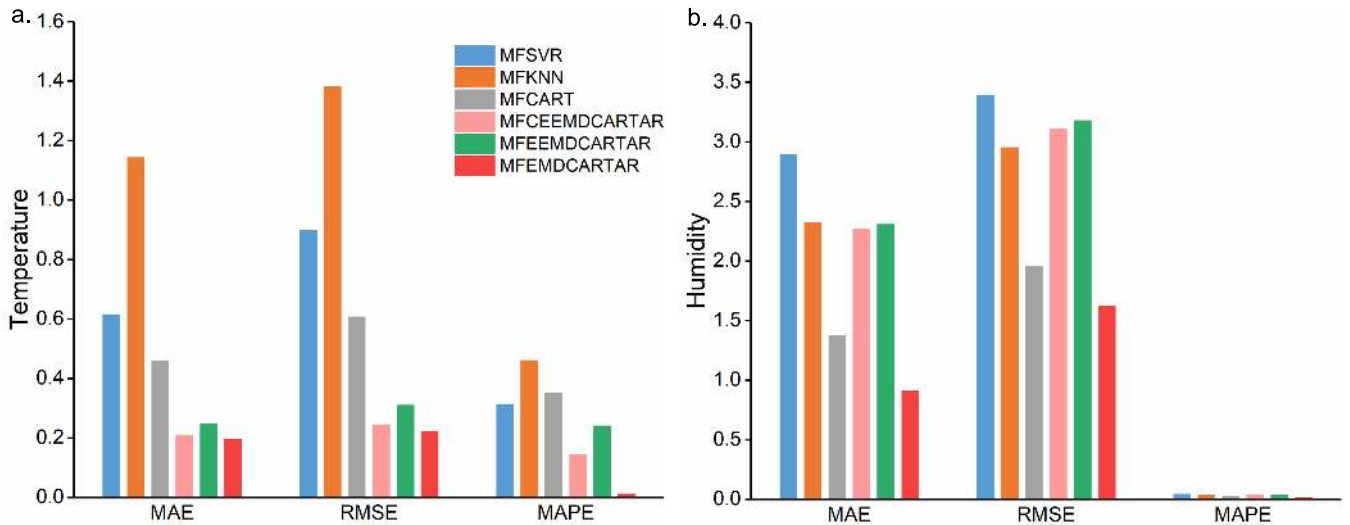 a.
Temperature
1.6
1.4
1.2
1.0
0.8
0.6
0.4
0.2
0.0
MFSVR
MFKNN
MFCART
MFCEEMDCARTAR
MFEEMDCARTAR
MFEMDCARTAR
MAE RMSE MAPE
b.
Humidity
4.0
3.5
3.0
2.5
2.0
1.5
1.0
0.5
0.0
MAE RMSE MAPE